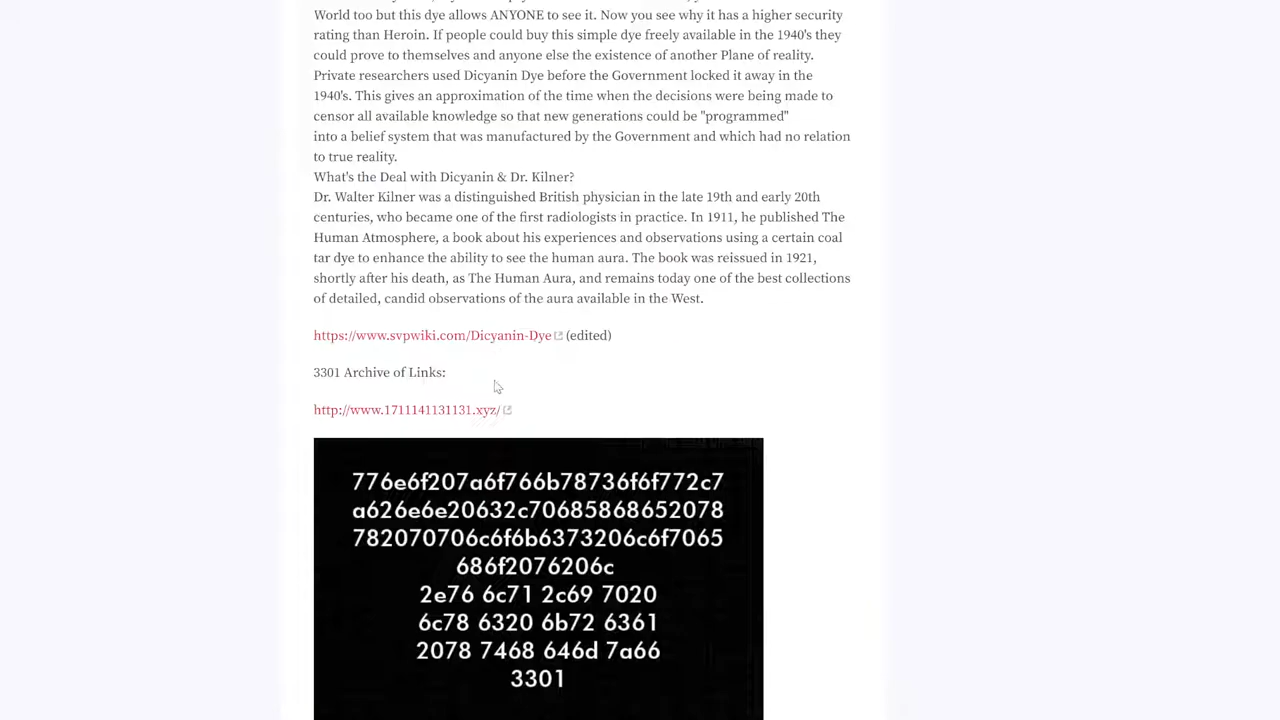 World too but this dye allows ANYONE to see it. Now you see why it has a higher security
rating than Heroin. If people could buy this simple dye freely available in the 1940's they
could prove to themselves and anyone else the existence of another Plane of reality.
Private researchers used Dicyanin Dye before the Government locked it away in the
1940's. This gives an approximation of the time when the decisions were being made to
censor all available knowledge so that new generations could be "programmed"
into a belief system that was manufactured by the Government and which had no relation
to true reality.
What's the Deal with Dicyanin & Dr. Kilner?
Dr. Walter Kilner was a distinguished British physician in the late 19th and early 20th
centuries, who became one of the first radiologists in practice. In 1911, he published The
Human Atmosphere, a book about his experiences and observations using a certain coal
tar dye to enhance the ability to see the human aura. The book was reissued in 1921,
shortly after his death, as The Human Aura, and remains today one of the best collections
of detailed, candid observations of the aura available in the West.
https://www.svpwiki.com/Dicyanin-Dye (edited)
3301 Archive of Links:
http://www.1711141131131.xyz/
776e6f207a6f766b78736f6f772c7
a626e6e20632c70685868652078
782070706c6f6b6373206c6f7065
686f2076206c
2e76 6c71 2c69 7020
6c78 6320 6b72 6361
2078 7468 646d 7a66
3301